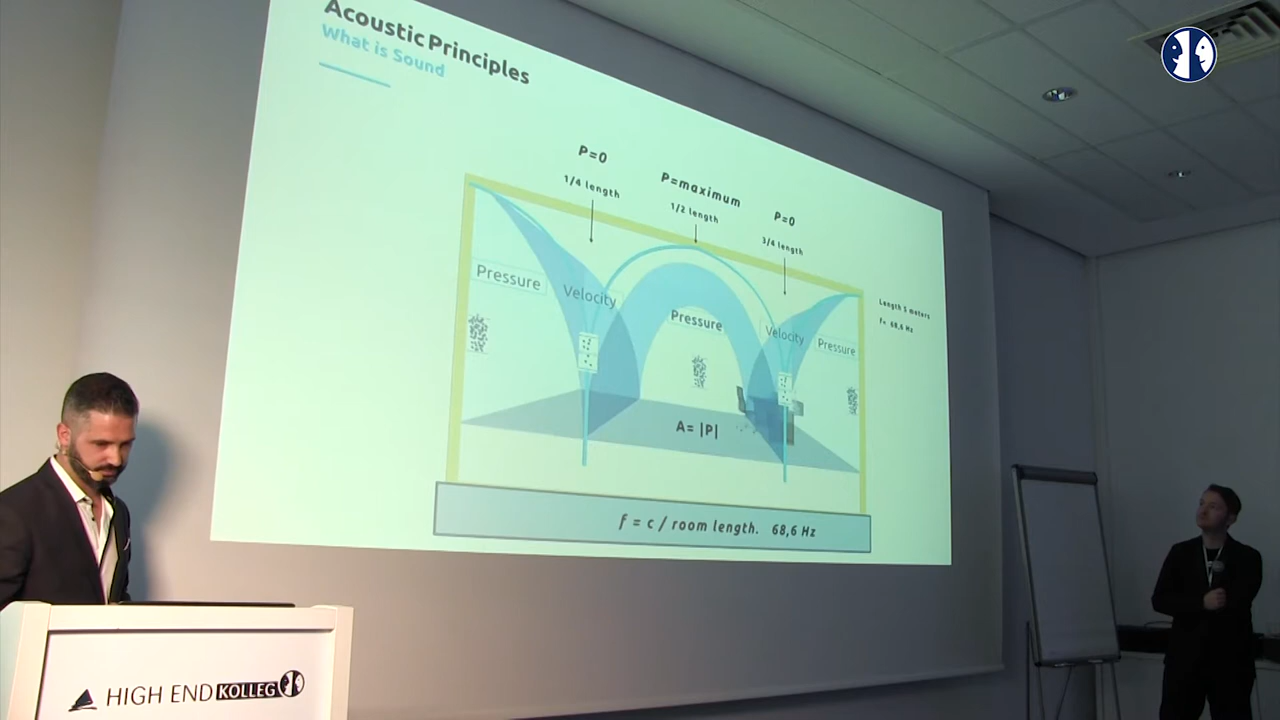 Acoustic Principles
What is Sound
P=0
1/4 length
P=maximum
1/2 length
P=0
3/4 length
Pressure
Velocity
Pressure
Velocity
Pressure
Length 5 meters
f= 68,6 Hz
A= |P|
f = c / room length. 68,6 Hz
HIGH END KOLLEG